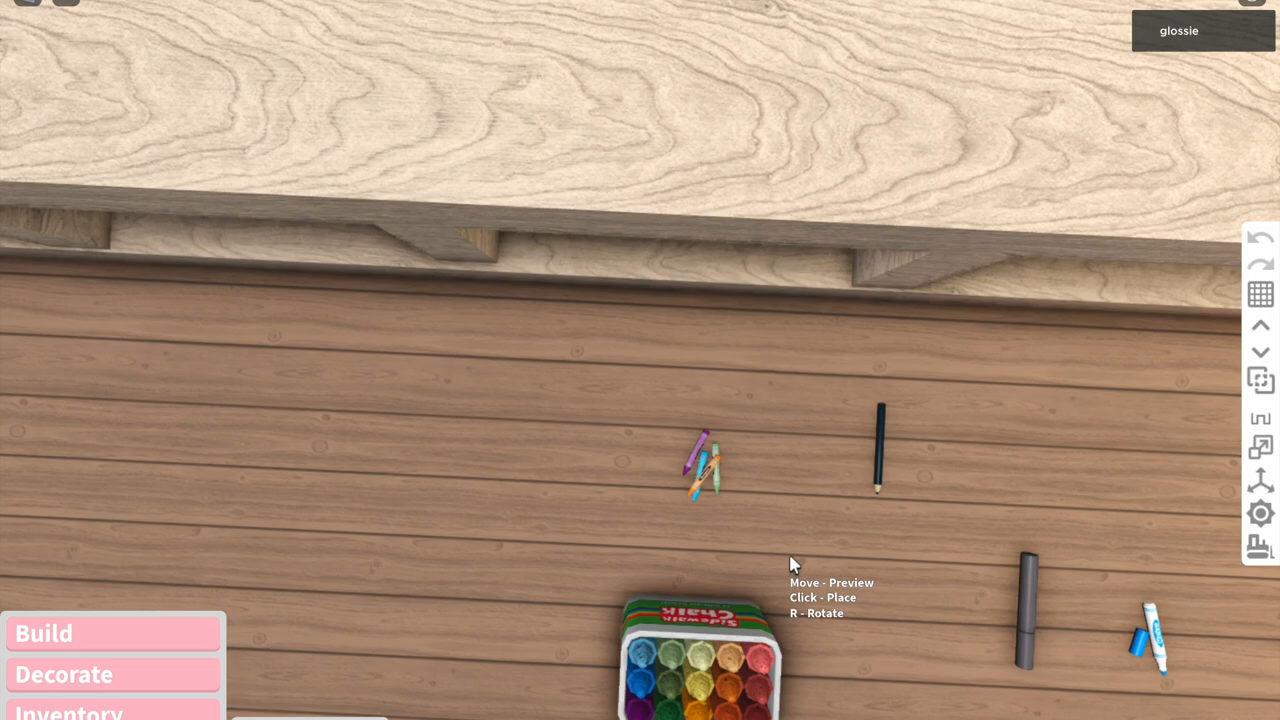 glossie
Move - Preview
Click - Place
R - Rotate
Sidewalk
Chalk
Build
Decorate
Inventory